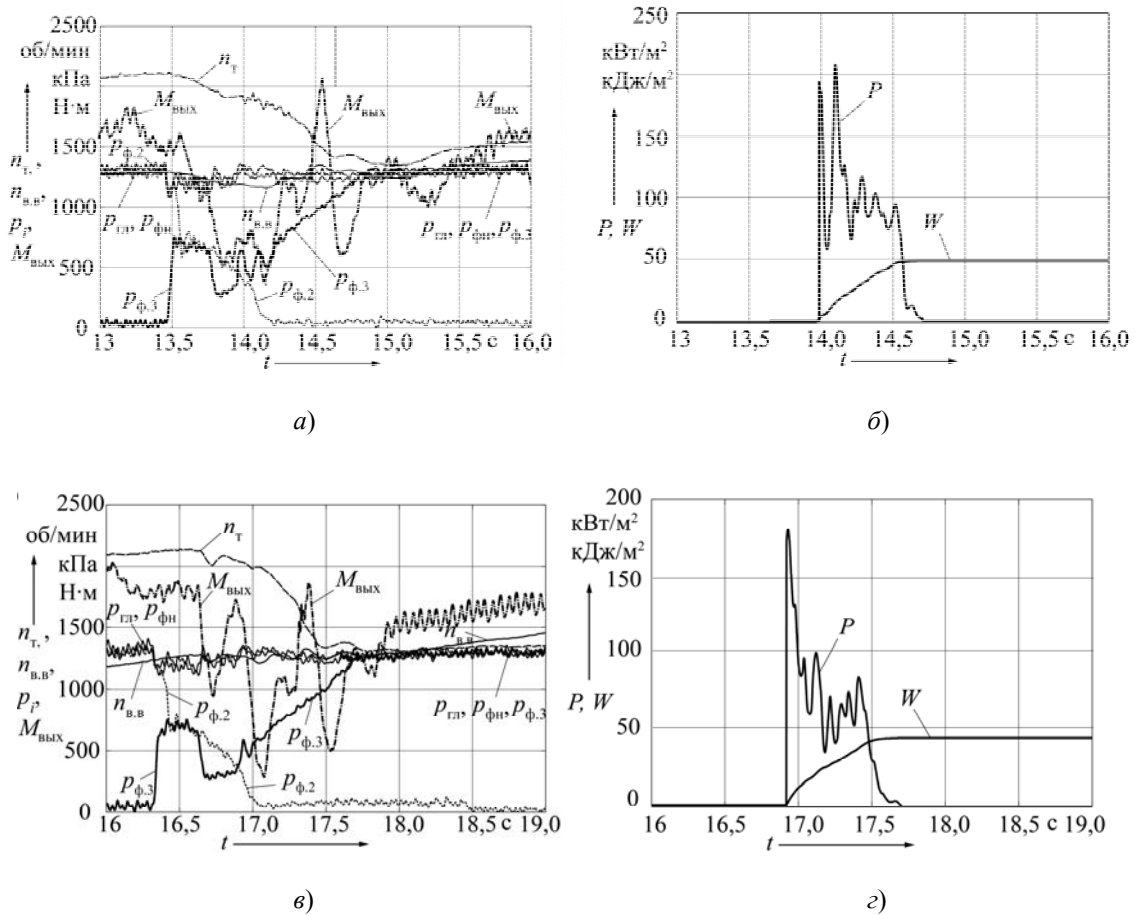 2500
об/мин
кПа
2000
Н·м
1500
n_т,,
n_в.в,
1000
p_i,
M_вых
500
0
n_т
M_вых
M_вых
M_вых
p_ф.2
p_гл, p_фн
n_в.в
p_гл, p_фн, p_ф.3
p_ф.3
p_ф.2
p_ф.3
13 13,5 14,0 14,5 15,0 15,5 с 16,0
t
а)
250
кВт/м²
кДж/м²
200
150
100
P, W
50
0
P
W
13 13,5 14,0 14,5 15,0 15,5 с 16,0
t
б)
2500
об/мин
кПа
2000
Н·м
1500
n_т,,
n_в.в,
1000
p_i,
M_вых
500
0
n_т
M_вых
M_вых
p_гл, p_фн
n_в.в
n_в.в
p_ф.2
p_гл, p_фн, p_ф.3
p_ф.3
p_ф.3
p_ф.2
16 16,5 17,0 17,5 18,0 18,5 с 19,0
t
в)
200
кВт/м²
кДж/м²
150
100
P, W
50
0
P
W
16 16,5 17,0 17,5 18,0 18,5 с 19,0
t
г)